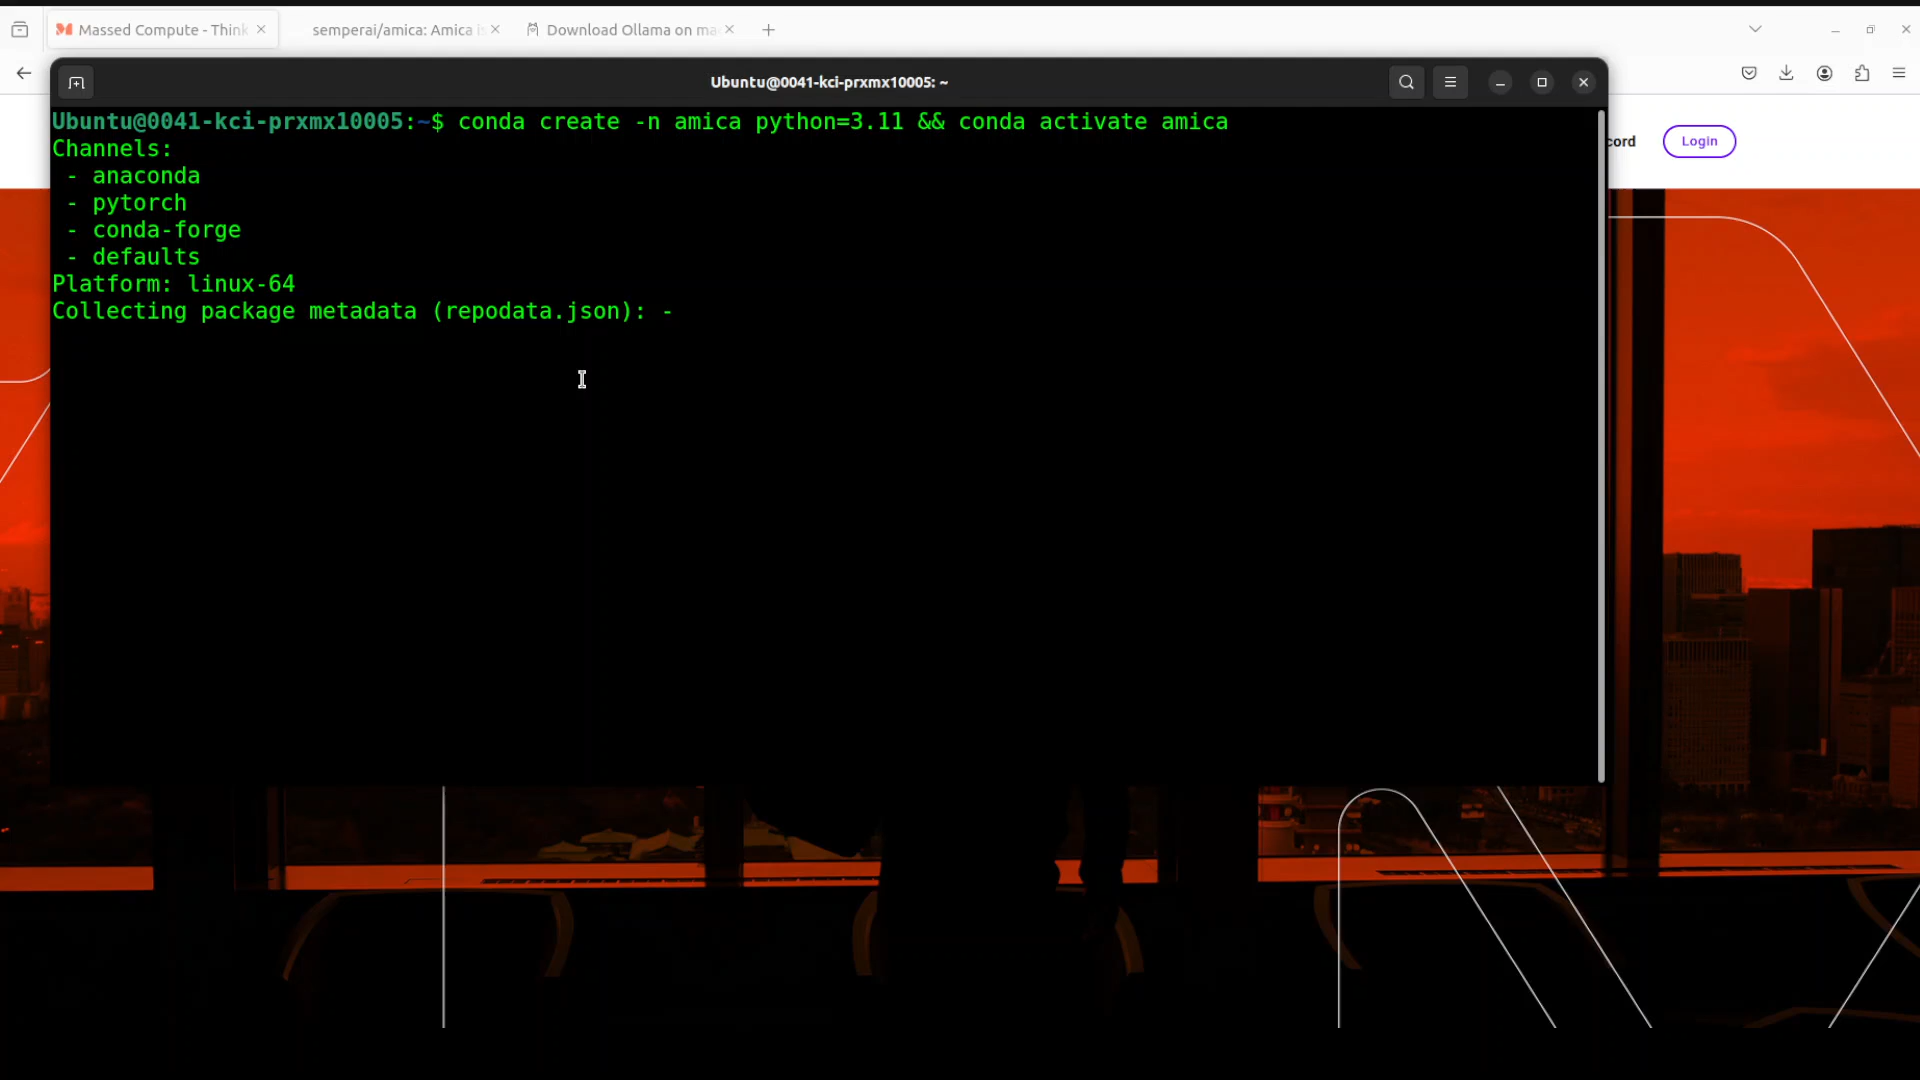 Massed Compute - Think
semperai/amica: Amica is
Download Ollama on ma
Ubuntu@0041-kci-prxmx10005: ~
Ubuntu@0041-kci-prxmx10005:~$ conda create -n amica python=3.11 && conda activate amica
cord
Login
Channels:
- anaconda
- pytorch
- conda-forge
- defaults
Platform: linux-64
Collecting package metadata (repodata.json): -